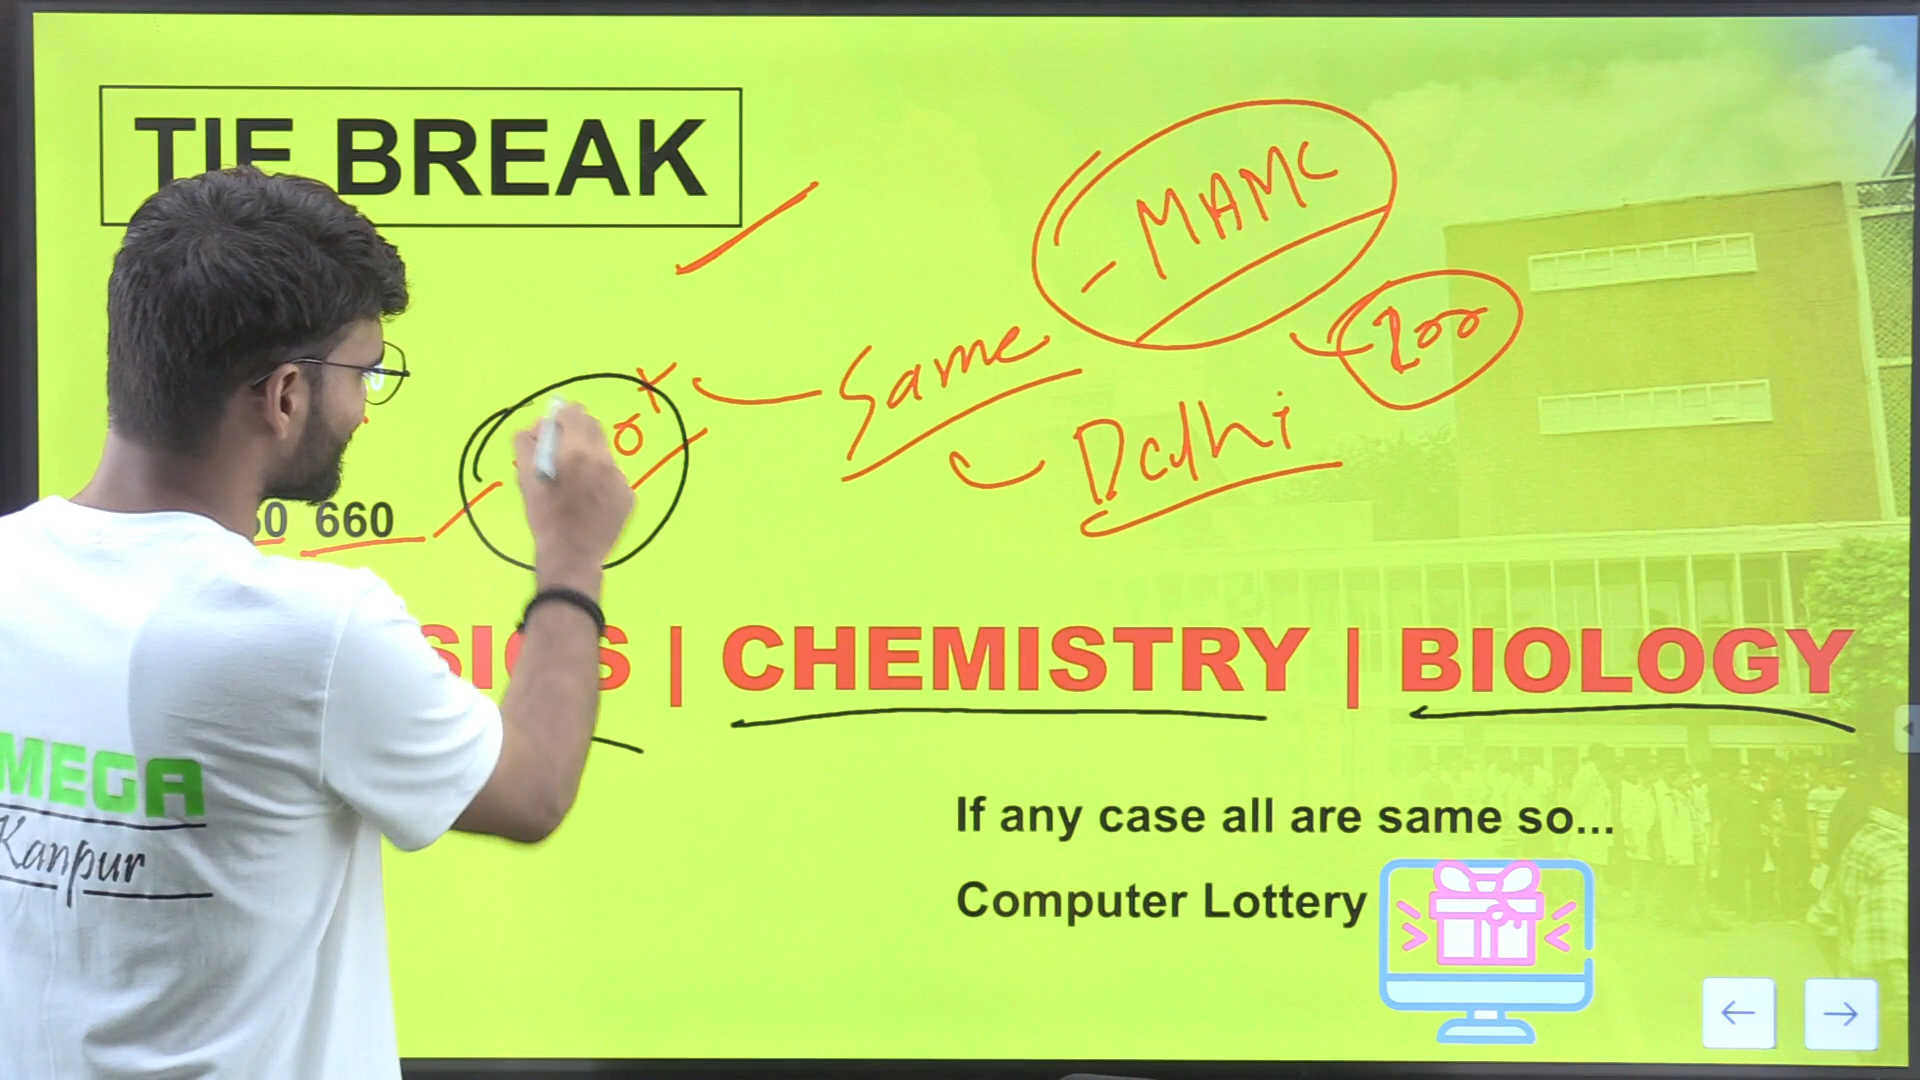 TIE BREAK
MAMC
200
Same
Delhi
660
| CHEMISTRY | BIOLOGY
If any case all are same so...
Computer Lottery
MEGA
Kanpur